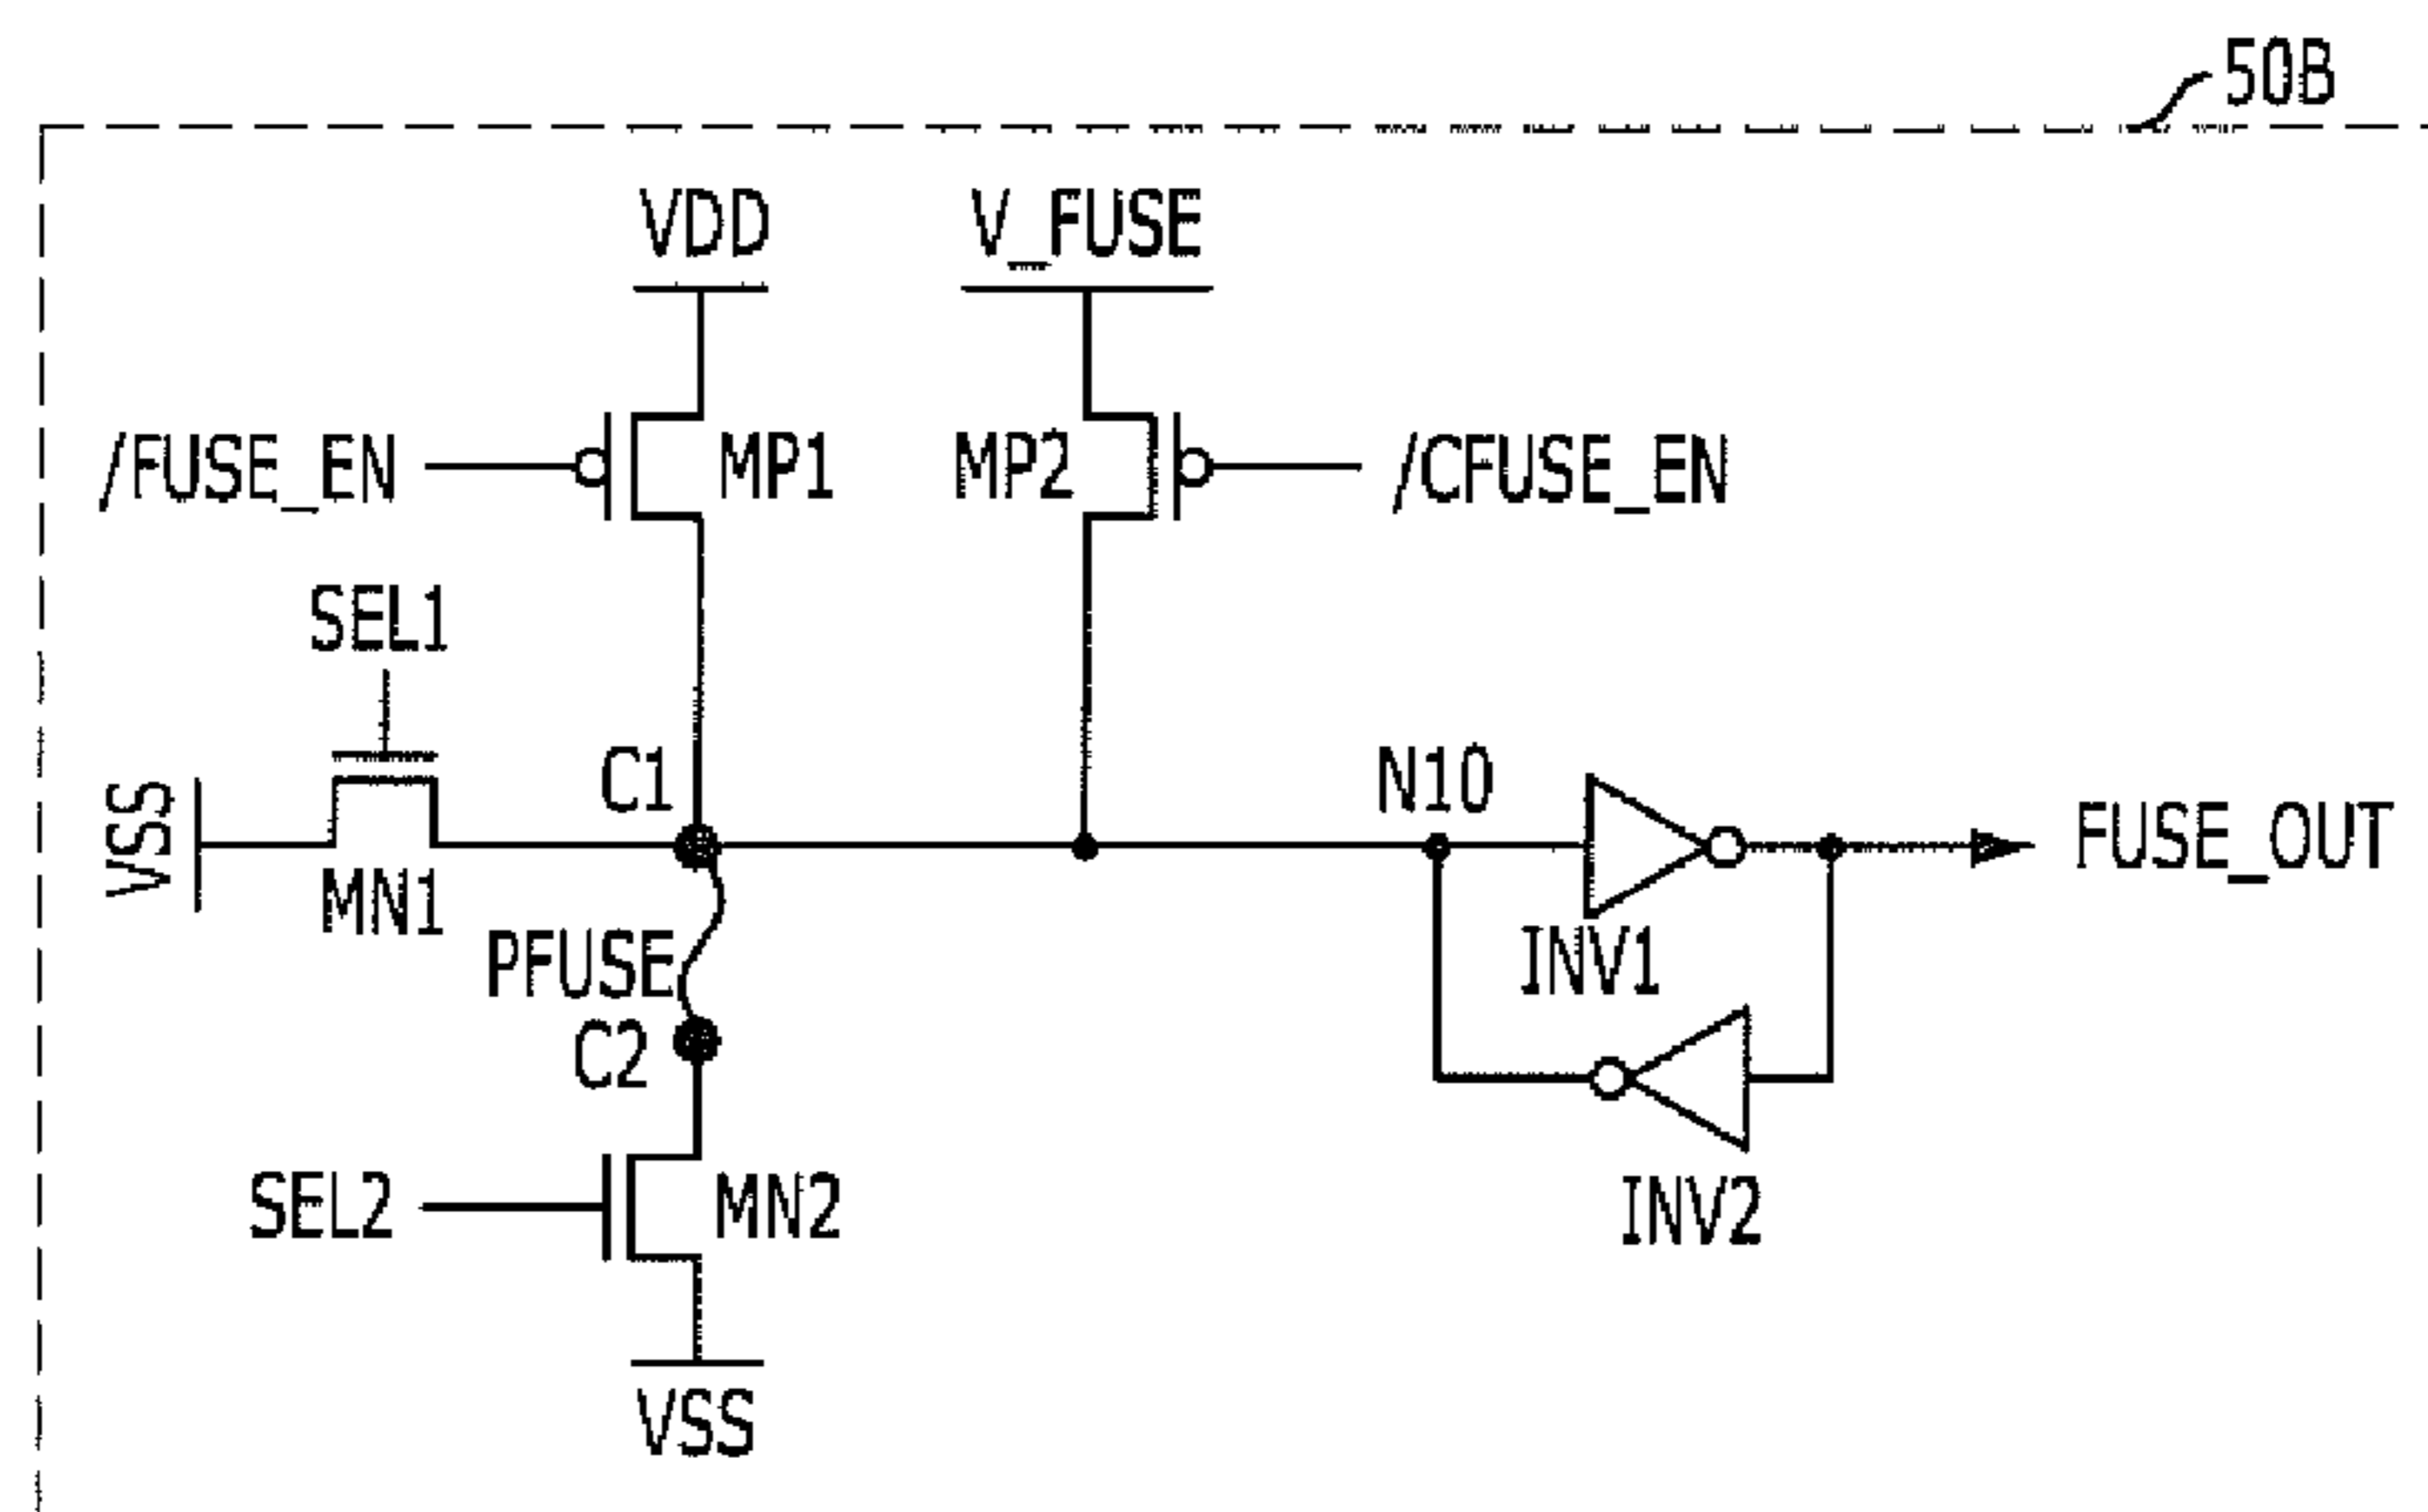 50B
VDD
V_FUSE
/FUSE_EN
MP1
MP2
/CFUSE_EN
SEL1
C1
N10
VSS
MN1
FUSE_OUT
PFUSE
INV1
C2
SEL2
MN2
INV2
VSS